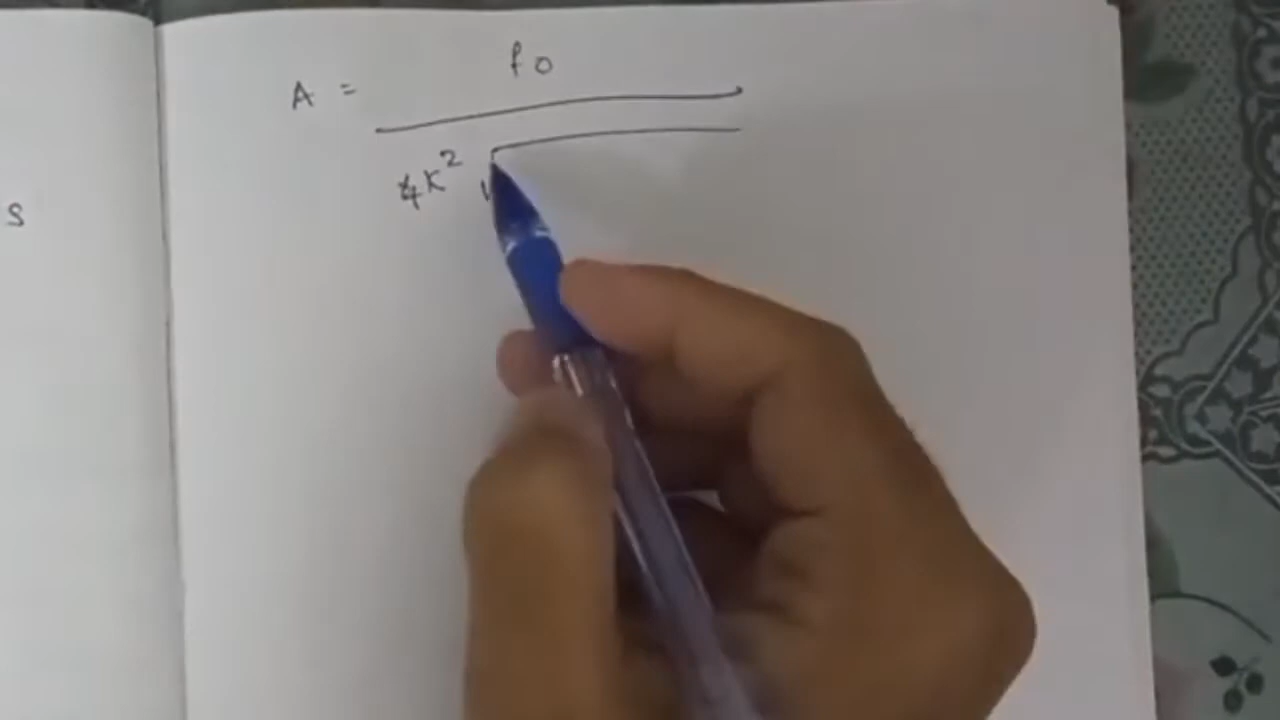 A = f0
4K² √
s